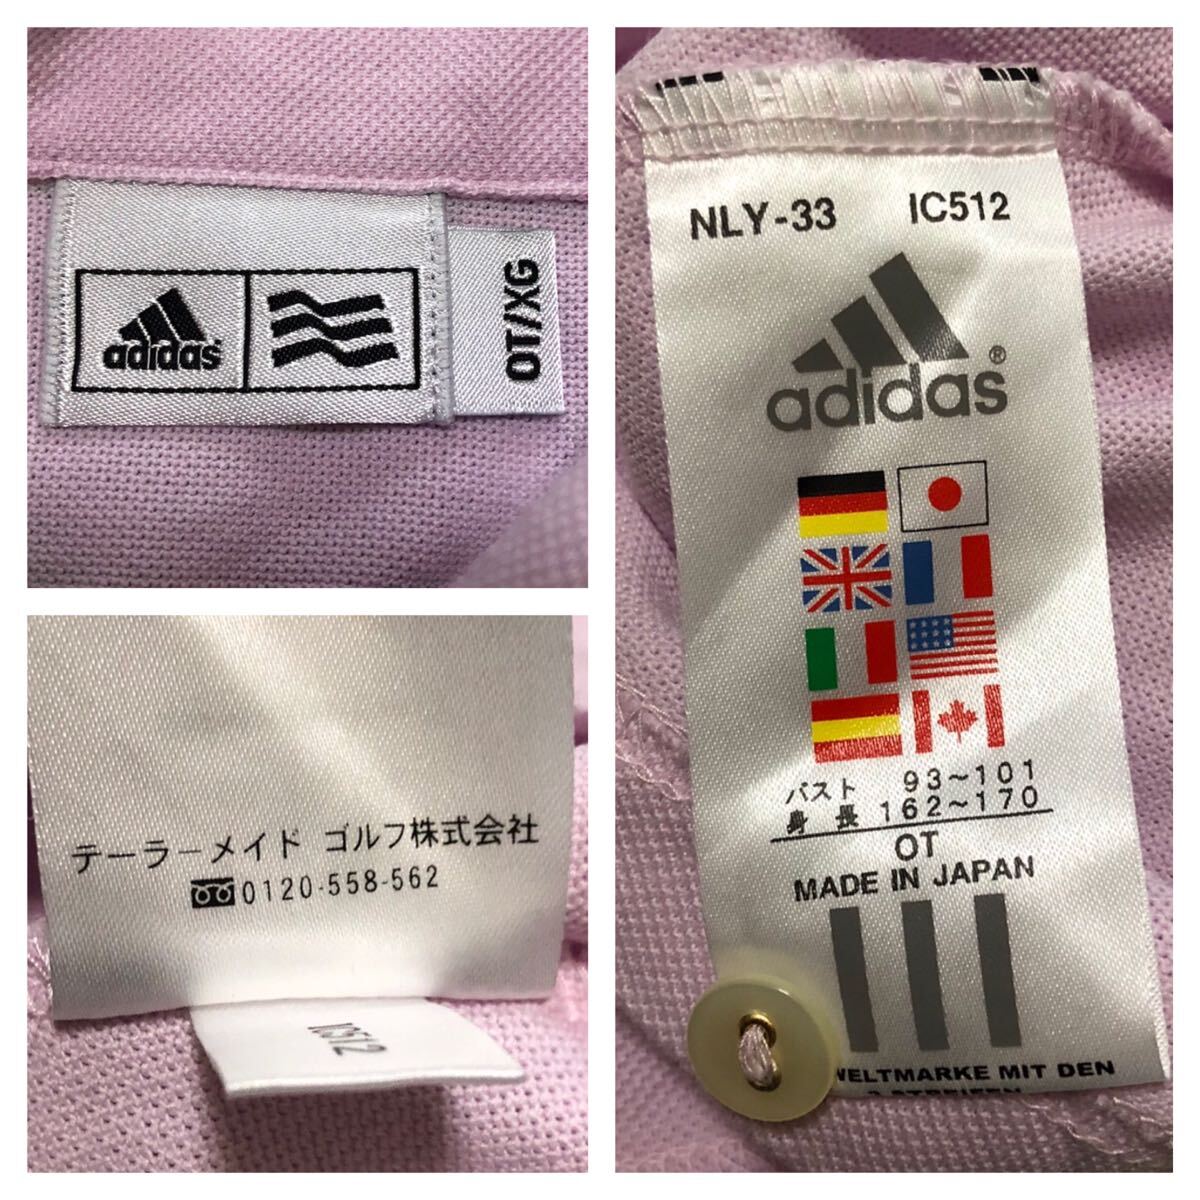 adidas
OT/XG
NLY-33 IC512
adidas®
バスト 93~101
身長 162~170
OT
MADE IN JAPAN
WELTMARKE MIT DEN
3 STREIFEN
テーラーメイド ゴルフ株式会社
0120-558-562
IC512